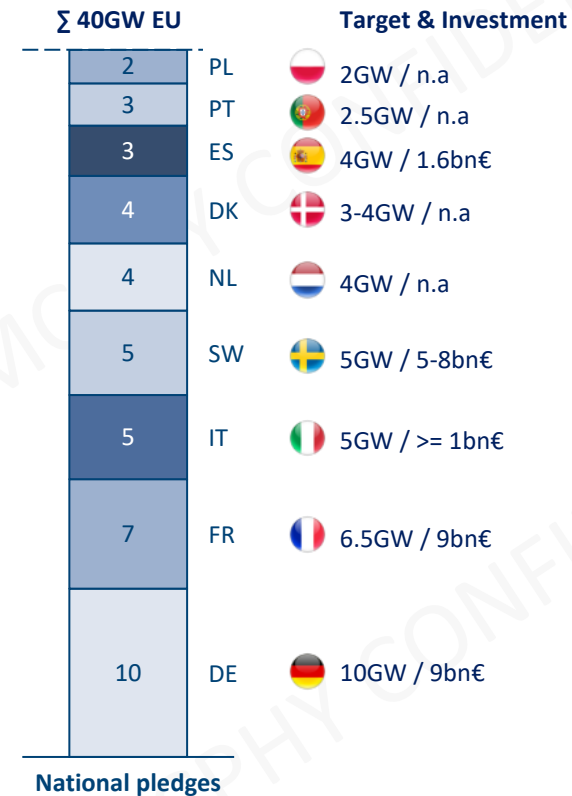 ∑ 40GW EU Target & Investment
2 PL 2GW / n.a
3 PT 2.5GW / n.a
3 ES 4GW / 1.6bn€
4 DK 3-4GW / n.a
4 NL 4GW / n.a
5 SW 5GW / 5-8bn€
5 IT 5GW / >= 1bn€
7 FR 6.5GW / 9bn€
10 DE 10GW / 9bn€
National pledges